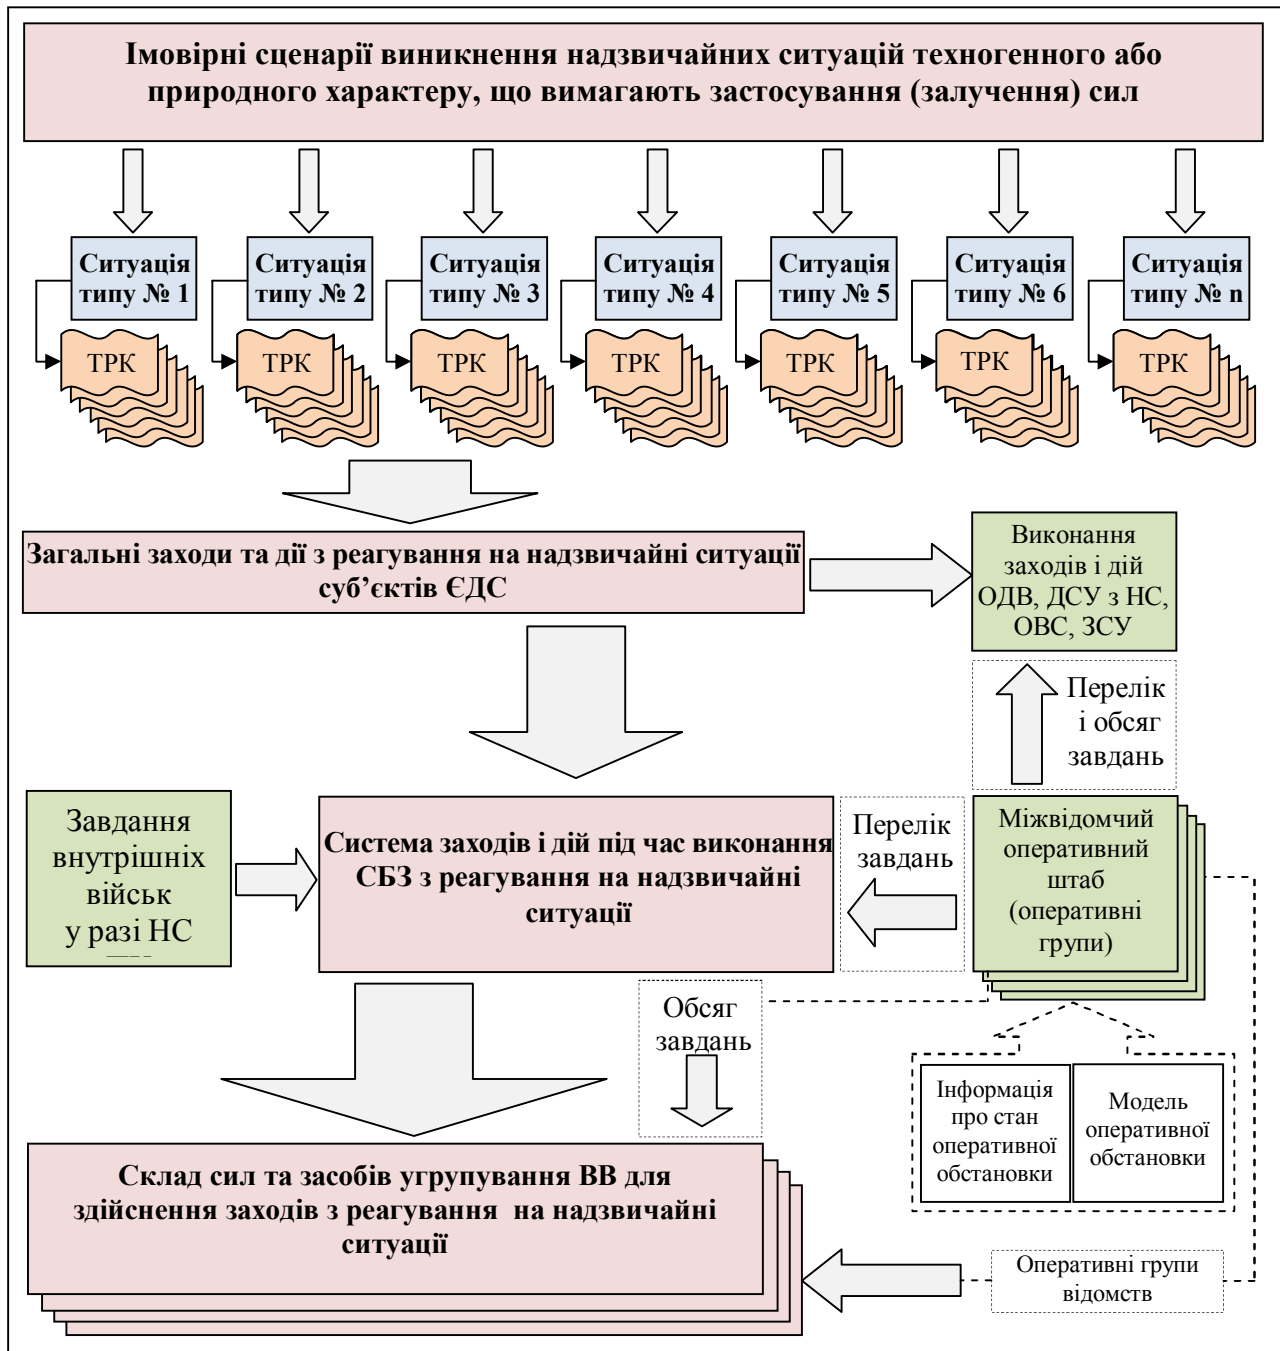 Імовірні сценарії виникнення надзвичайних ситуацій техногенного або
природного характеру, що вимагають застосування (залучення) сил
Ситуація
типу № 1
Ситуація
типу № 2
Ситуація
типу № 3
Ситуація
типу № 4
Ситуація
типу № 5
Ситуація
типу № 6
Ситуація
типу № n
ТРК
ТРК
ТРК
ТРК
ТРК
ТРК
ТРК
Загальні заходи та дії з реагування на надзвичайні ситуації
суб’єктів ЄДС
Виконання
заходів і дій
ОДВ, ДСУ з НС,
ОВС, ЗСУ
Перелік
і обсяг
завдань
Завдання
внутрішніх
військ
у разі НС
Система заходів і дій під час виконання
СБЗ з реагування на надзвичайні
ситуації
Перелік
завдань
Міжвідомчий
оперативний
штаб
(оперативні
групи)
Обсяг
завдань
Інформація
про стан
оперативної
обстановки
Модель
оперативної
обстановки
Склад сил та засобів угрупування ВВ для
здійснення заходів з реагування на надзвичайні
ситуації
Оперативні групи
відомств